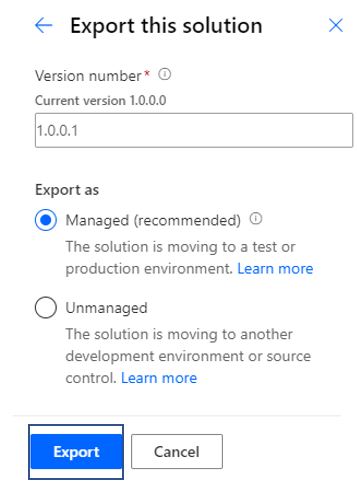 Export this solution
Version number*
Current version 1.0.0.0
1.0.0.1
Export as
Managed (recommended)
The solution is moving to a test or
production environment. Learn more
Unmanaged
The solution is moving to another
development environment or source
control. Learn more
Export
Cancel